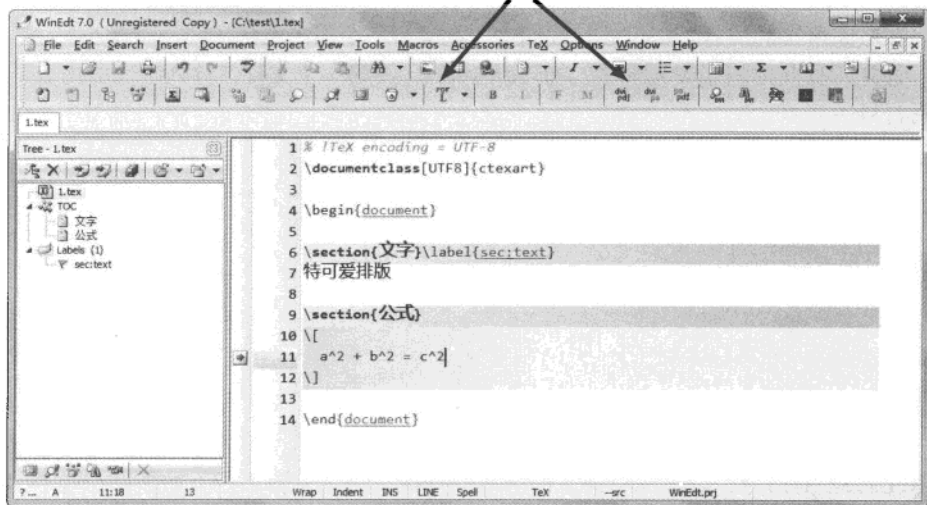 WinEdt 7.0 (Unregistered Copy) - [C:\test\1.tex]
File Edit Search Insert Document Project View Tools Macros Accessories TeX Options Window Help
1.tex
Tree - 1.tex
1.tex
TOC
文字
公式
Labels (1)
sec:text
1 % !TeX encoding = UTF-8
2 \documentclass[UTF8]{ctexart}
3
4 \begin{document}
5
6 \section{文字}\label{sec:text}
7 特可爱排版
8
9 \section{公式}
10 \[
11 a^2 + b^2 = c^2
12 \]
13
14 \end{document}
?... A 11:18 13 Wrap Indent INS LINE Spell TeX --src WinEdt.prj